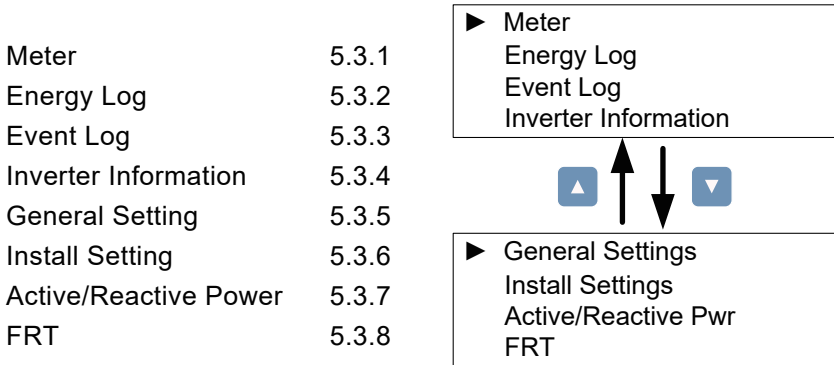 Meter 5.3.1
Energy Log 5.3.2
Event Log 5.3.3
Inverter Information 5.3.4
General Setting 5.3.5
Install Setting 5.3.6
Active/Reactive Power 5.3.7
FRT 5.3.8
► Meter
Energy Log
Event Log
Inverter Information
▲ ▼
► General Settings
Install Settings
Active/Reactive Pwr
FRT